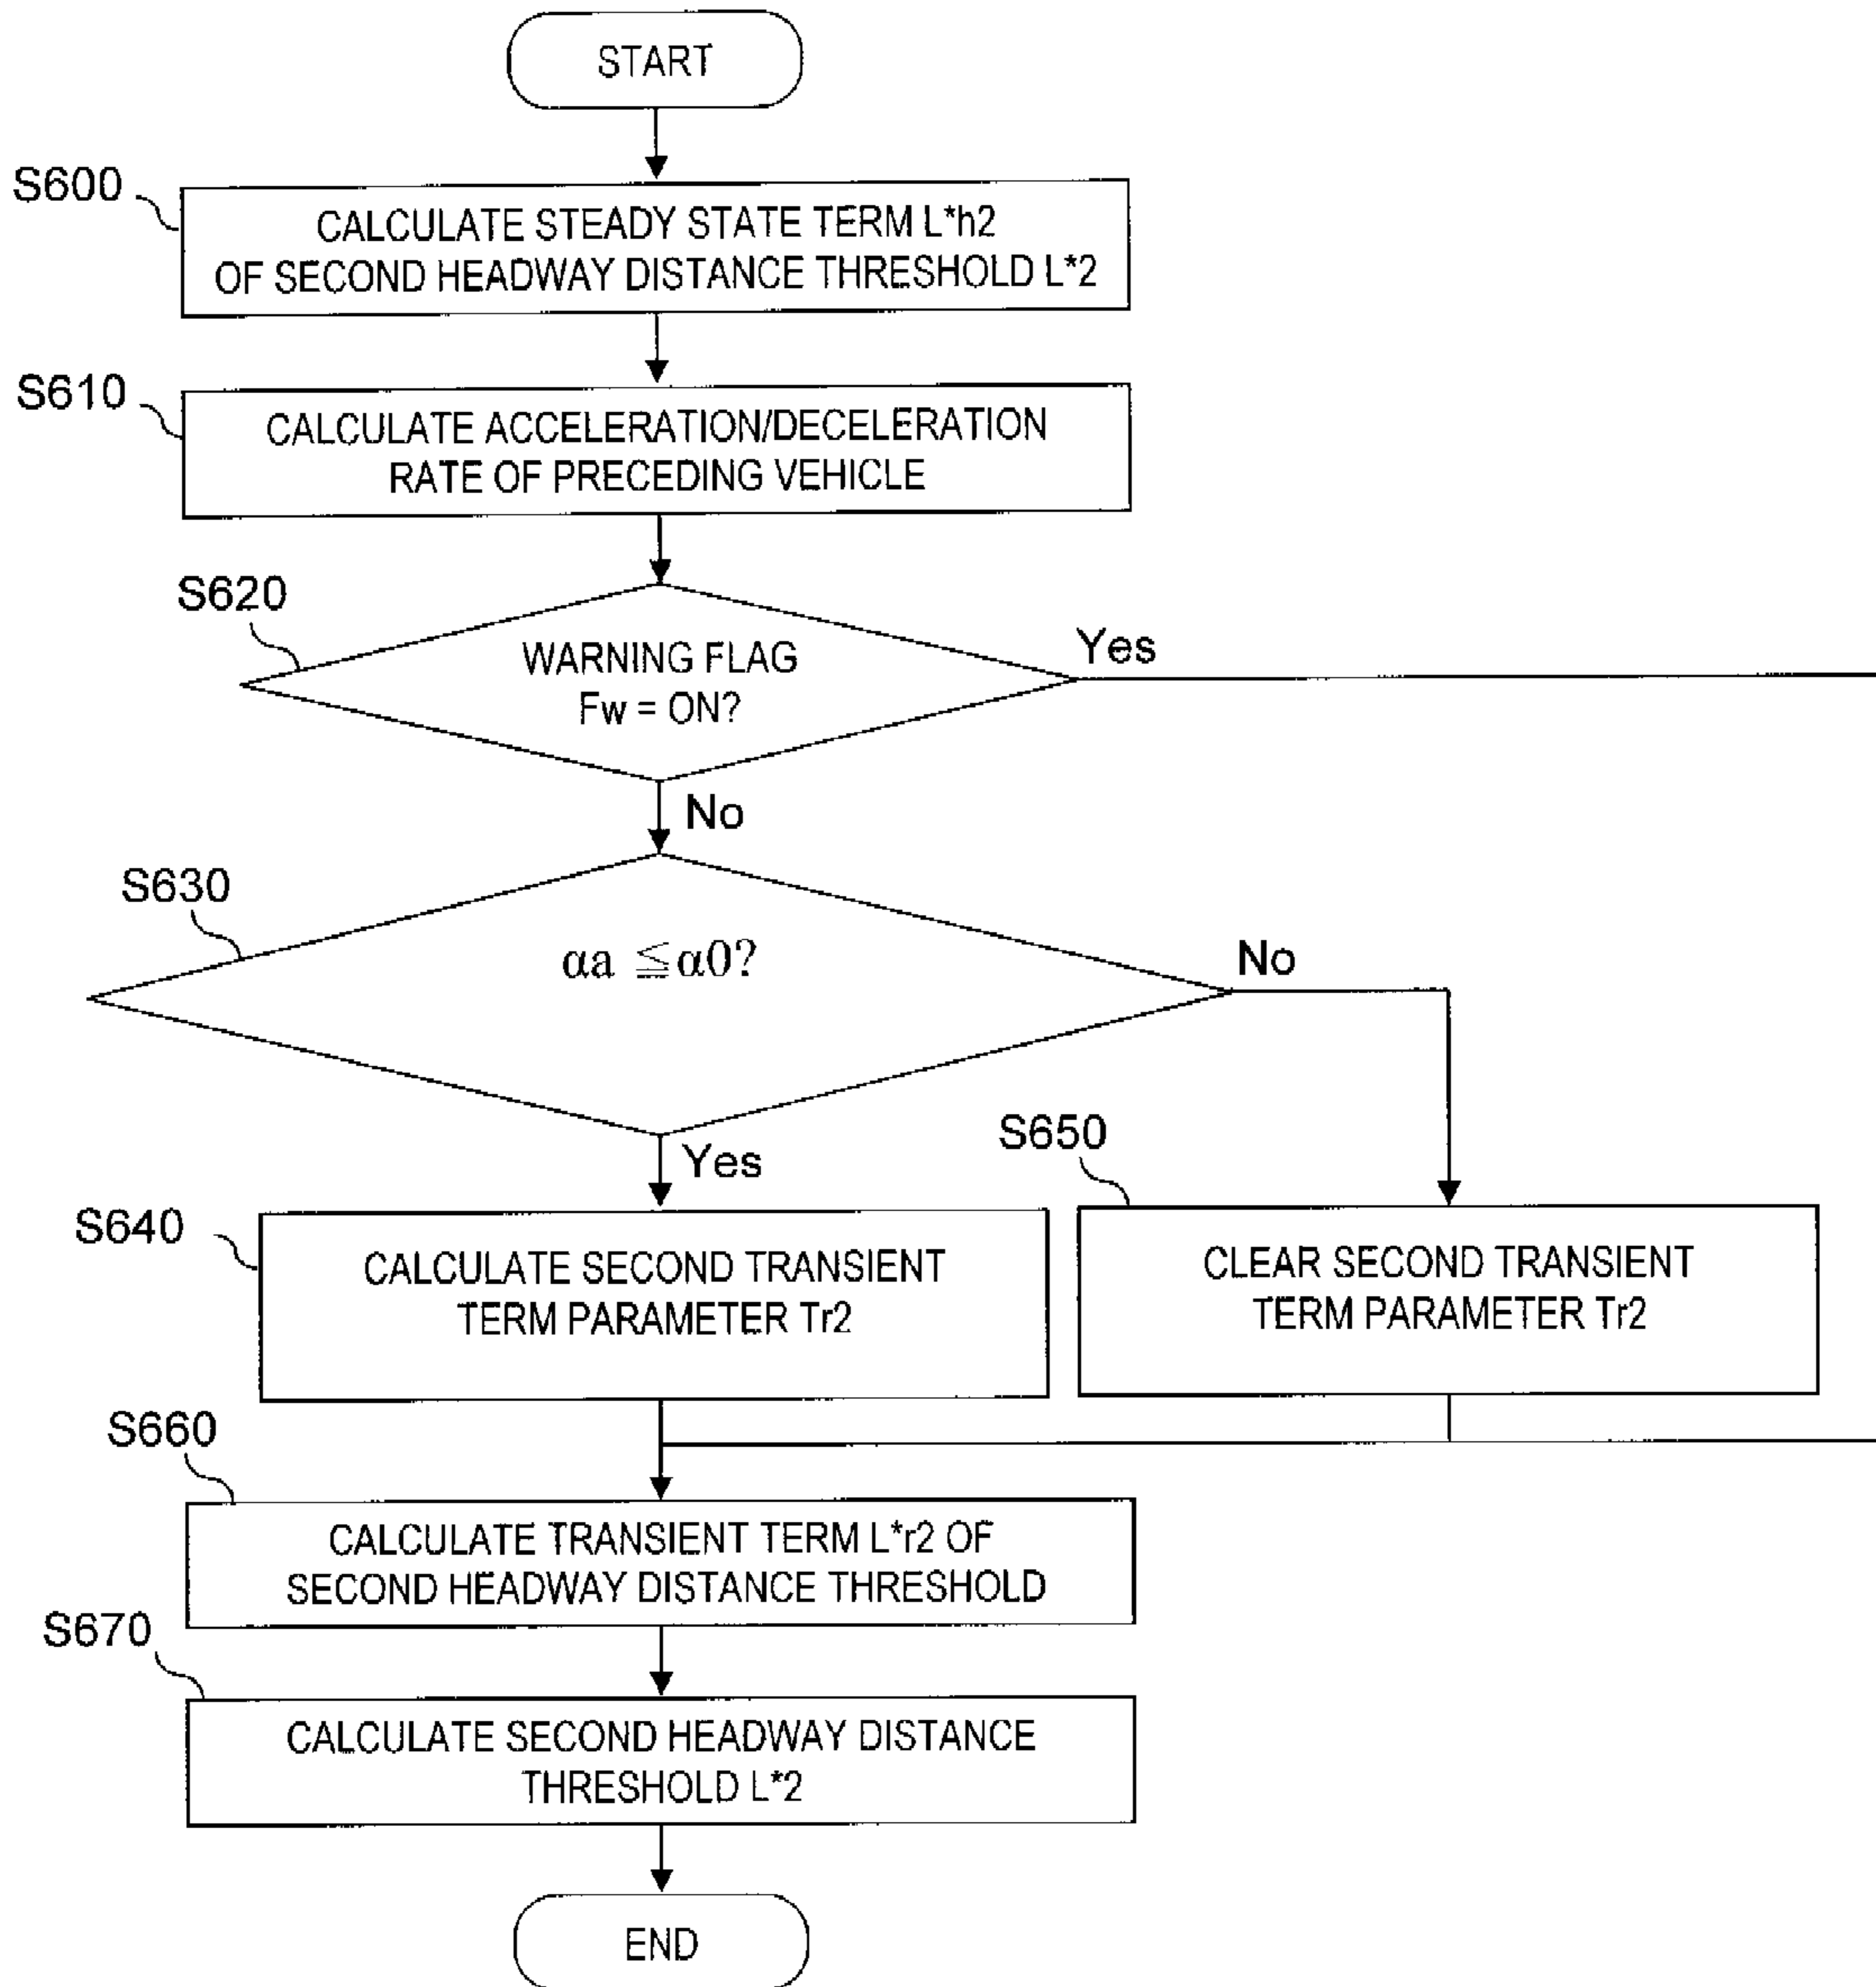 START
S600
CALCULATE STEADY STATE TERM L*h2
OF SECOND HEADWAY DISTANCE THRESHOLD L*2
S610
CALCULATE ACCELERATION/DECELERATION
RATE OF PRECEDING VEHICLE
S620
WARNING FLAG
Fw = ON?
Yes
No
S630
αa ≦ α0?
No
Yes
S640
CALCULATE SECOND TRANSIENT
TERM PARAMETER Tr2
S650
CLEAR SECOND TRANSIENT
TERM PARAMETER Tr2
S660
CALCULATE TRANSIENT TERM L*r2 OF
SECOND HEADWAY DISTANCE THRESHOLD
S670
CALCULATE SECOND HEADWAY DISTANCE
THRESHOLD L*2
END